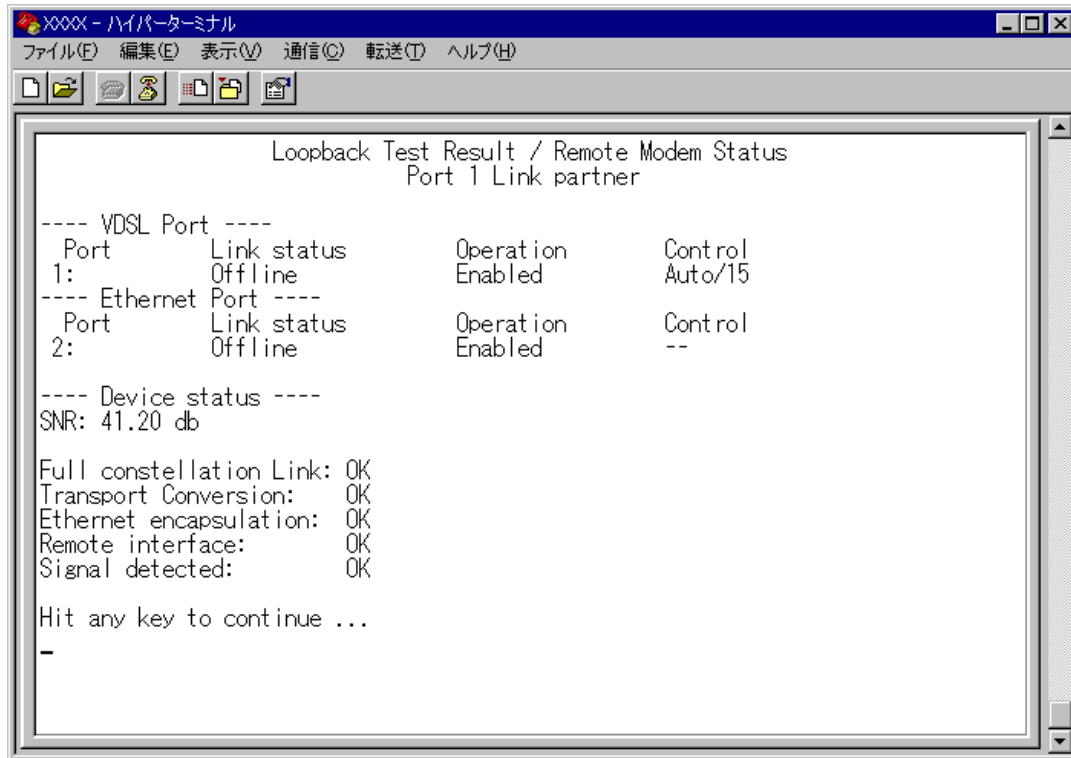 XXXX - ハイパーターミナル
ファイル(F) 編集(E) 表示(V) 通信(C) 転送(T) ヘルプ(H)
Loopback Test Result / Remote Modem Status
Port 1 Link partner
---- VDSL Port ----
Port Link status Operation Control
1: Offline Enabled Auto/15
---- Ethernet Port ----
Port Link status Operation Control
2: Offline Enabled --
---- Device status ----
SNR: 41.20 db
Full constellation Link: OK
Transport Conversion: OK
Ethernet encapsulation: OK
Remote interface: OK
Signal detected: OK
Hit any key to continue ...